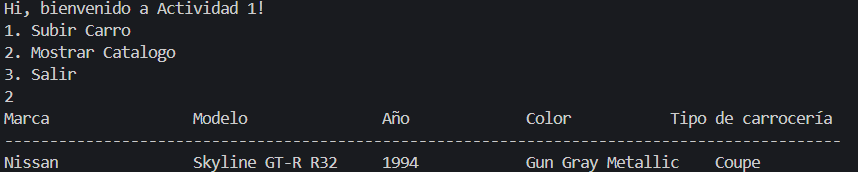 Hi, bienvenido a Actividad 1!
1. Subir Carro
2. Mostrar Catalogo
3. Salir
2
Marca                Modelo               Año             Color           Tipo de carrocería
---------------------------------------------------------------------------------------------
Nissan               Skyline GT-R R32     1994            Gun Gray Metallic    Coupe